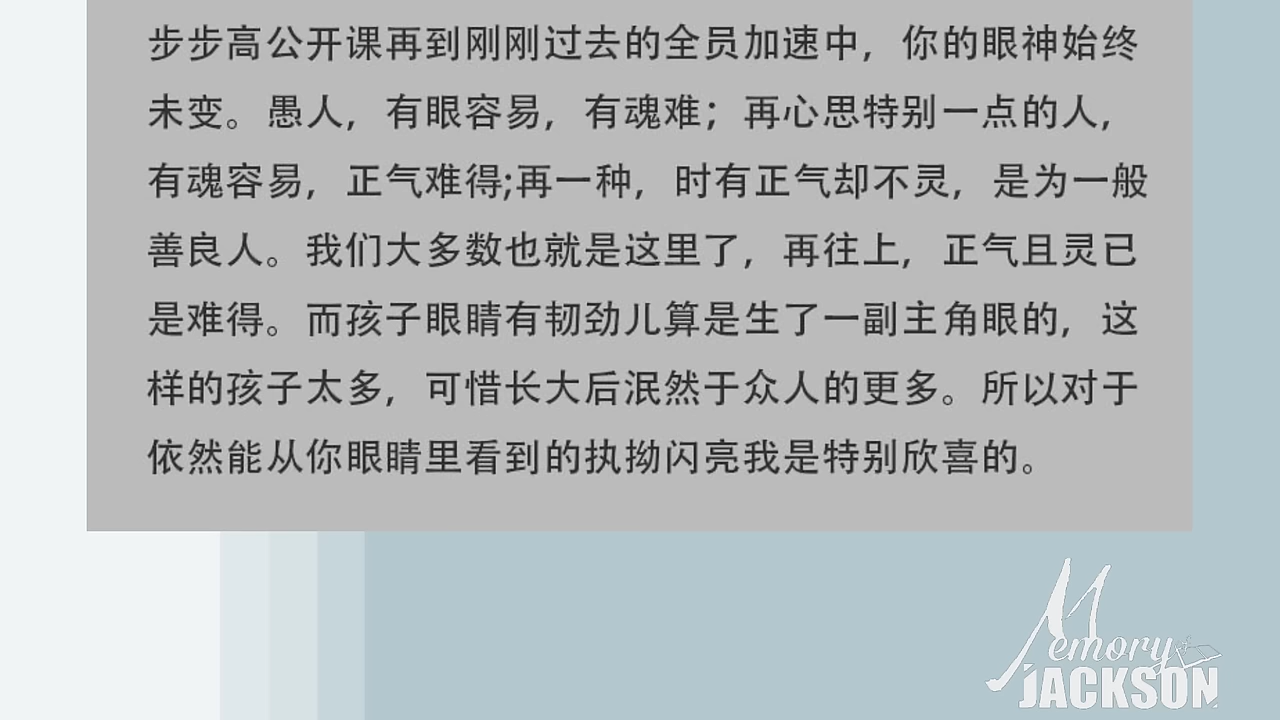 步步高公开课再到刚刚过去的全员加速中，你的眼神始终
未变。愚人，有眼容易，有魂难；再心思特别一点的人，
有魂容易，正气难得;再一种，时有正气却不灵，是为一般
善良人。我们大多数也就是这里了，再往上，正气且灵已
是难得。而孩子眼睛有韧劲儿算是生了一副主角眼的，这
样的孩子太多，可惜长大后泯然于众人的更多。所以对于
依然能从你眼睛里看到的执拗闪亮我是特别欣喜的。
Memory
JACKSON